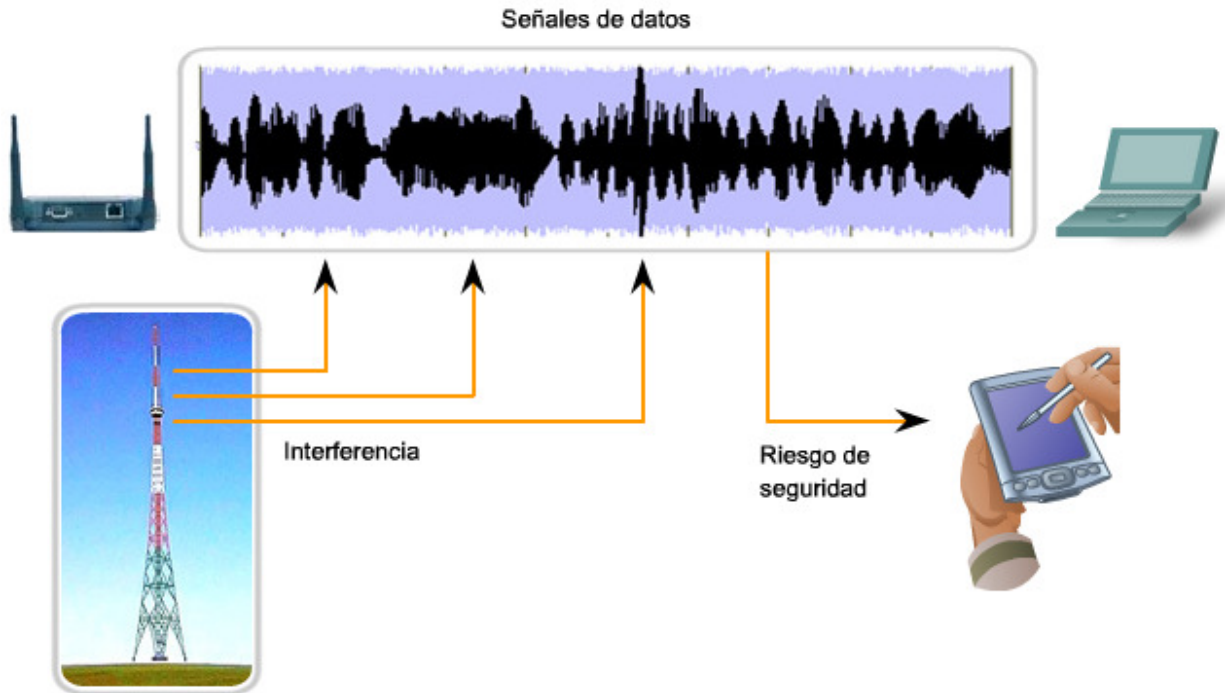 Señales de datos
Interferencia
Riesgo de
seguridad